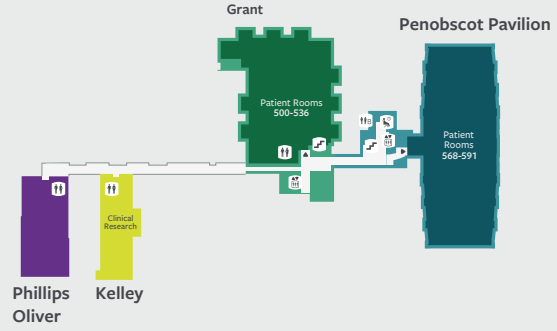 Grant
Penobscot Pavilion
Patient Rooms
500-536
Patient
Rooms
568-591
Clinical
Research
Phillips
Oliver
Kelley